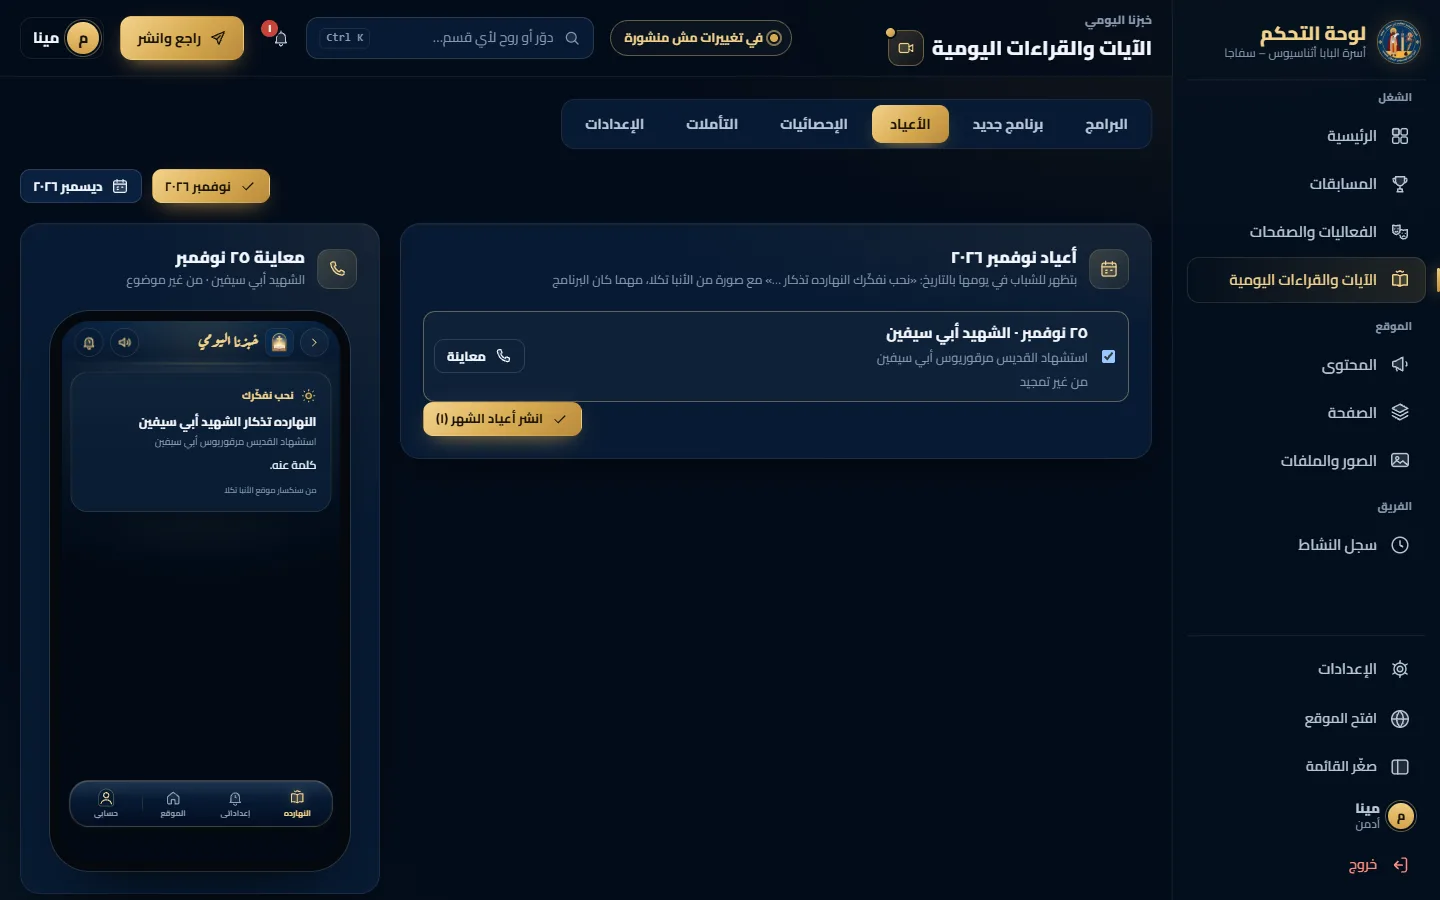 لوحة التحكم
أسرة البابا أثناسيوس – سفاجا
الشغل
الرئيسية
المسابقات
الفعاليات والصفحات
الآيات والقراءات اليومية
الموقع
المحتوى
الصفحة
الصور والملفات
الفريق
سجل النشاط
الإعدادات
افتح الموقع
صغّر القائمة
م
مينا
أدمن
خروج
خبزنا اليومي
الآيات والقراءات اليومية
في تغييرات مش منشورة
دوّر أو روح لأي قسم...
Ctrl K
١
راجع وانشر
م
مينا
البرامج
برنامج جديد
الأعياد
الإحصائيات
التأملات
الإعدادات
نوفمبر ٢٠٢٦
ديسمبر ٢٠٢٦
أعياد نوفمبر ٢٠٢٦
بتظهر للشباب في يومها بالتاريخ: «نحب نفكّرك النهارده تذكار ...» مع صورة من الأنبا تكلا، مهما كان البرنامج
٢٥ نوفمبر · الشهيد أبي سيفين
استشهاد القديس مرقوريوس أبي سيفين
من غير تمجيد
معاينة
انشر أعياد الشهر (١)
معاينة ٢٥ نوفمبر
الشهيد أبي سيفين · من غير موضوع
خبزنا اليومي
نحب نفكّرك
النهارده تذكار الشهيد أبي سيفين
استشهاد القديس مرقوريوس أبي سيفين
كلمة عنه.
من سنكسار موقع الأنبا تكلا
النهارده
إعداداتي
الموقع
حسابي